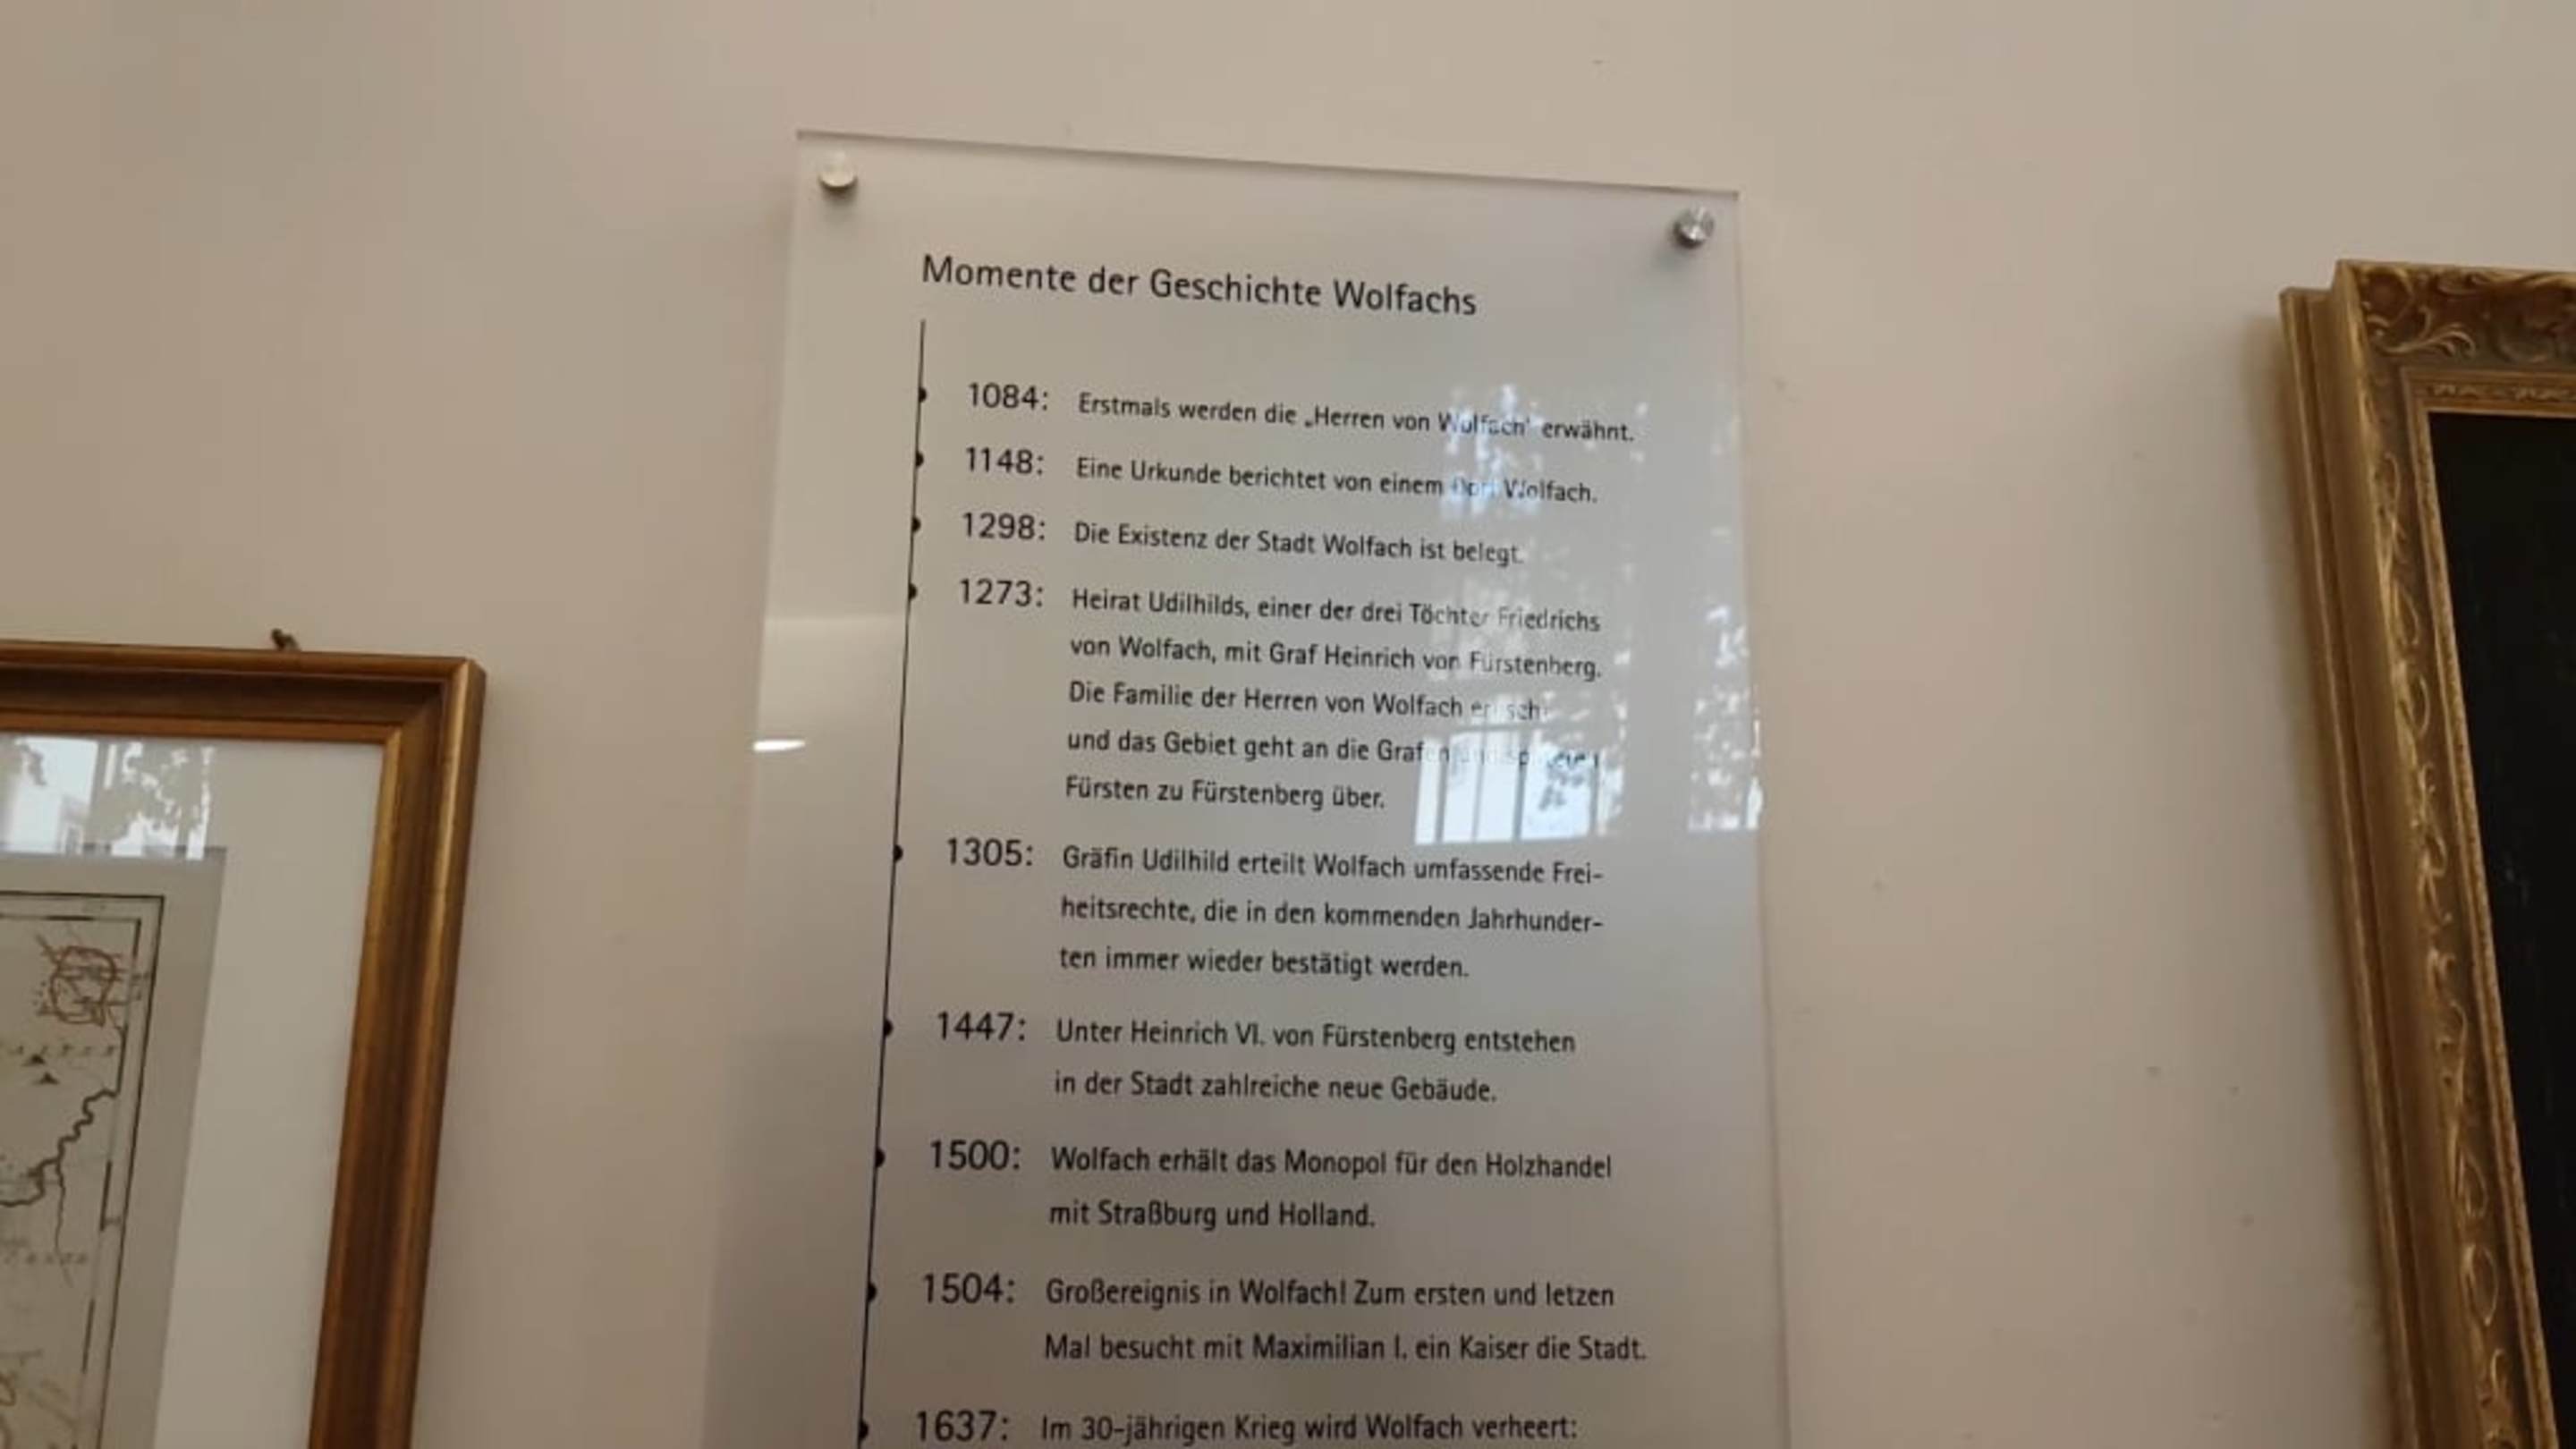 Momente der Geschichte Wolfachs
1084: Erstmals werden die „Herren von Wolfach" erwähnt.
1148: Eine Urkunde berichtet von einem Wolfach.
1298: Die Existenz der Stadt Wolfach ist belegt.
1273: Heirat Udilhilds, einer der drei Töchter Friedrichs
von Wolfach, mit Graf Heinrich von Fürstenberg.
Die Familie der Herren von Wolfach
und das Gebiet geht an die Grafen
Fürsten zu Fürstenberg über.
1305: Gräfin Udilhild erteilt Wolfach umfassende Frei-
heitsrechte, die in den kommenden Jahrhunder-
ten immer wieder bestätigt werden.
1447: Unter Heinrich VI. von Fürstenberg entstehen
in der Stadt zahlreiche neue Gebäude.
1500: Wolfach erhält das Monopol für den Holzhandel
mit Straßburg und Holland.
1504: Großereignis in Wolfach! Zum ersten und letzen
Mal besucht mit Maximilian I. ein Kaiser die Stadt.
1637: Im 30-jährigen Krieg wird Wolfach verheert: